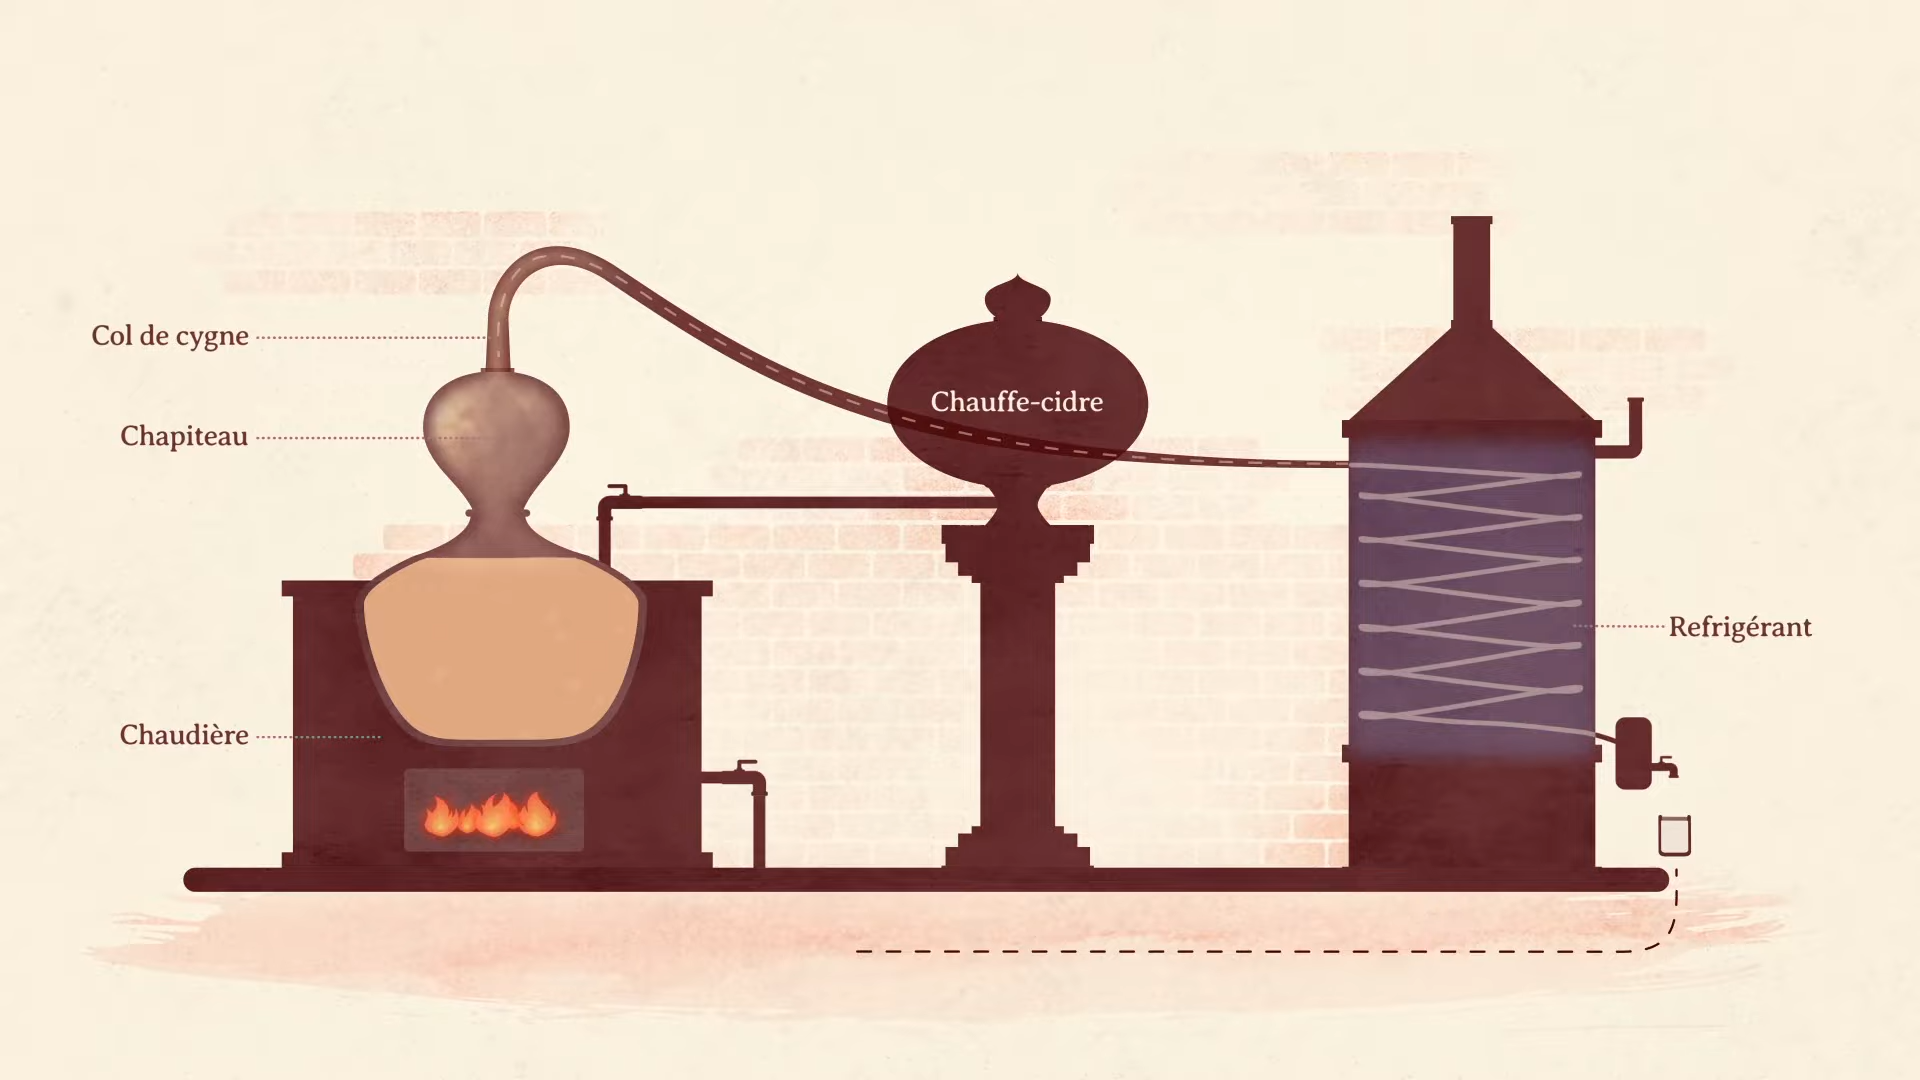 Col de cygne
Chauffe-cidre
Chapiteau
Refrigérant
Chaudière